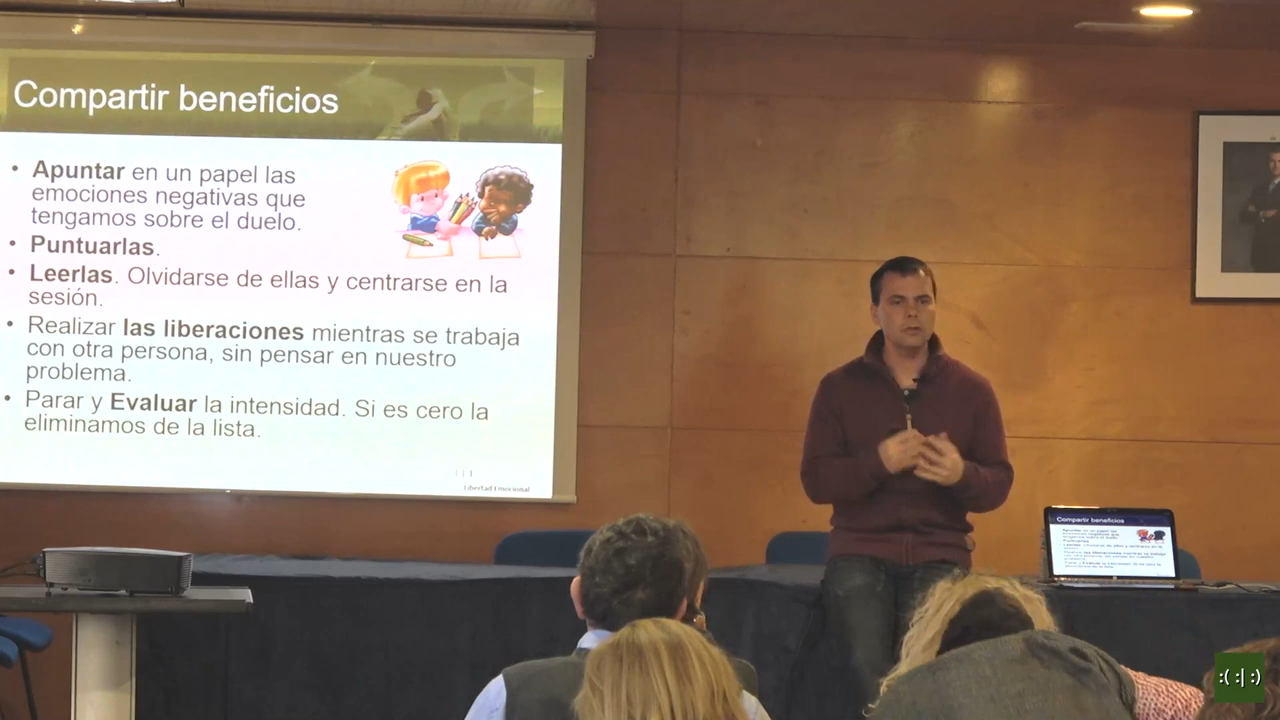 Compartir beneficios
• Apuntar en un papel las
emociones negativas que
tengamos sobre el duelo.
• Puntuarlas.
• Leerlas. Olvidarse de ellas y centrarse en la
sesión.
• Realizar las liberaciones mientras se trabaja
con otra persona, sin pensar en nuestro
problema.
• Parar y Evaluar la intensidad. Si es cero la
eliminamos de la lista.
Libertad Emocional
Compartir beneficios
:( :| :)